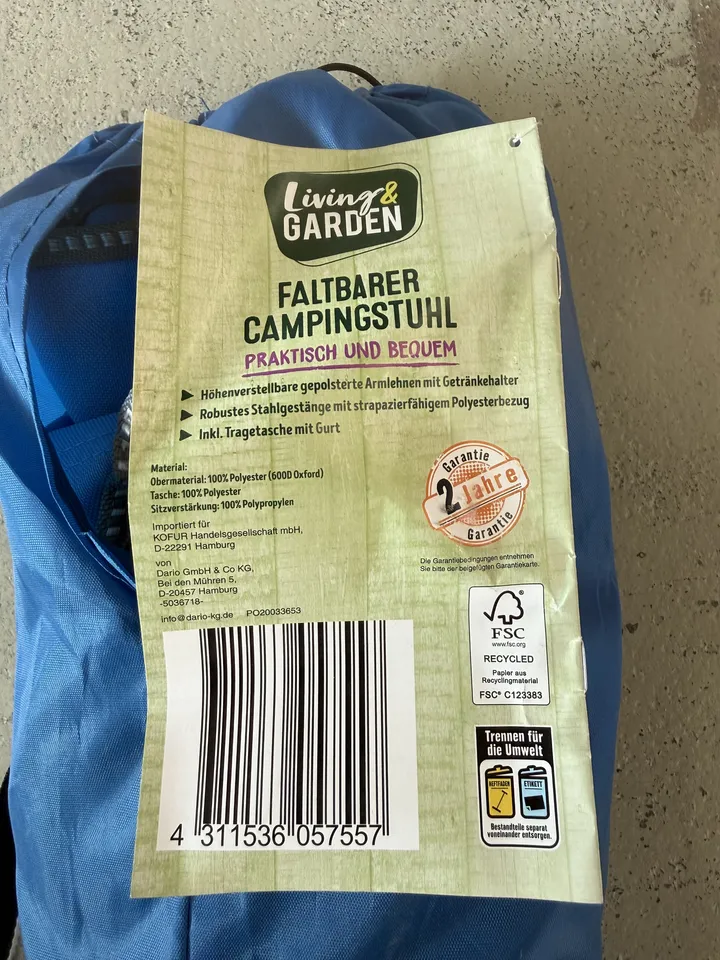 Living &
GARDEN
FALTBARER
CAMPINGSTUHL
PRAKTISCH UND BEQUEM
Höhenverstellbare gepolsterte Armlehnen mit Getränkehalter
Robustes Stahlgestänge mit strapazierfähigem Polyesterbezug
Inkl. Tragetasche mit Gurt
Material:
Obermaterial: 100% Polyester (600D Oxford)
Tasche: 100% Polyester
Sitzverstärkung: 100% Polypropylen
Importiert für
KOFUR Handelsgesellschaft mbH,
D-22291 Hamburg
von
Dario GmbH & Co KG,
Bei den Mühren 5,
D-20457 Hamburg
-5036718-
info@dario-kg.de PO20033653
Garantie
2 Jahre
Garantie
Die Garantiebedingungen entnehmen
Sie bitte der beigefügten Garantiekarte.
FSC
www.fsc.org
RECYCLED
Papier aus
Recyclingmaterial
FSC® C123383
Trennen für
die Umwelt
HEFTFADEN
ETIKETT
Bestandteile separat
voneinander entsorgen.
4 311536 057557